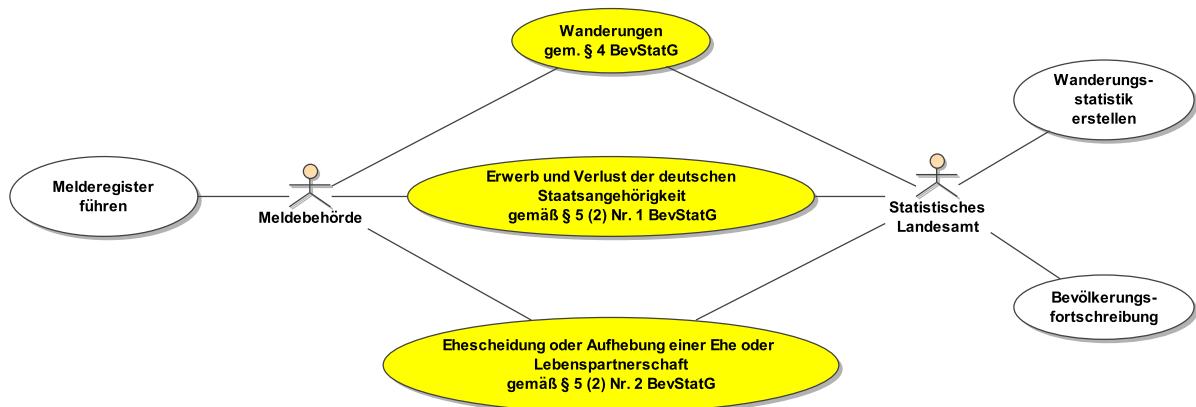 Wanderungen
gem. § 4 BevStatG
Wanderungs-
statistik
erstellen
Melderegister
führen
Meldebehörde
Erwerb und Verlust der deutschen
Staatsangehörigkeit
gemäß § 5 (2) Nr. 1 BevStatG
Statistisches
Landesamt
Bevölkerungs-
fortschreibung
Ehescheidung oder Aufhebung einer Ehe oder
Lebenspartnerschaft
gemäß § 5 (2) Nr. 2 BevStatG